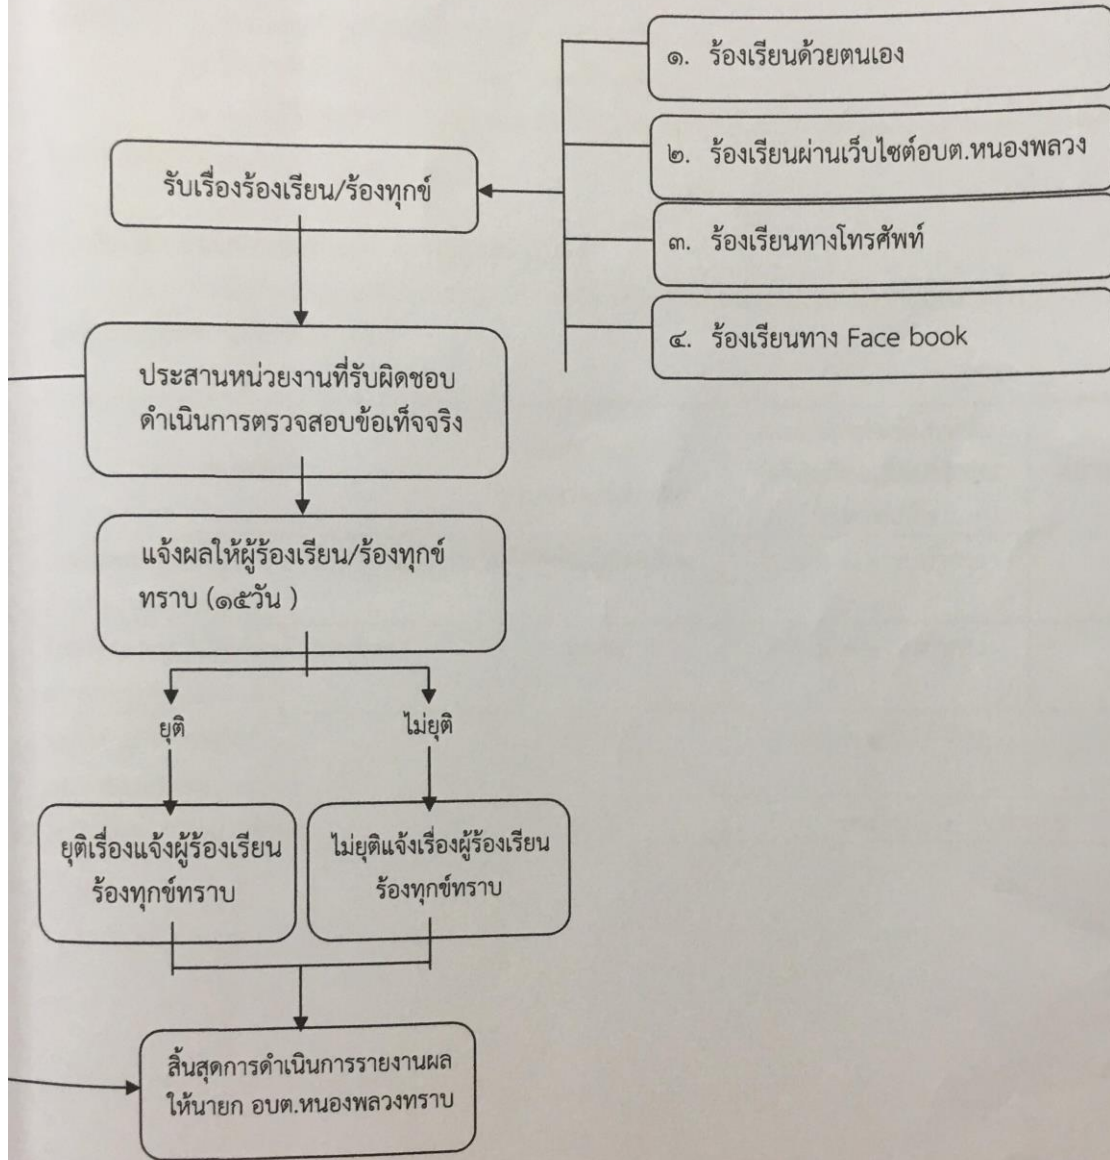 ๑. ร้องเรียนด้วยตนเอง
๒. ร้องเรียนผ่านเว็บไซต์อบต.หนองพลวง
๓. ร้องเรียนทางโทรศัพท์
๔. ร้องเรียนทาง Face book
รับเรื่องร้องเรียน/ร้องทุกข์
ประสานหน่วยงานที่รับผิดชอบ
ดำเนินการตรวจสอบข้อเท็จจริง
แจ้งผลให้ผู้ร้องเรียน/ร้องทุกข์
ทราบ (๑๕วัน )
ยุติ
ไม่ยุติ
ยุติเรื่องแจ้งผู้ร้องเรียน
ร้องทุกข์ทราบ
ไม่ยุติแจ้งเรื่องผู้ร้องเรียน
ร้องทุกข์ทราบ
สิ้นสุดการดำเนินการรายงานผล
ให้นายก อบต.หนองพลวงทราบ